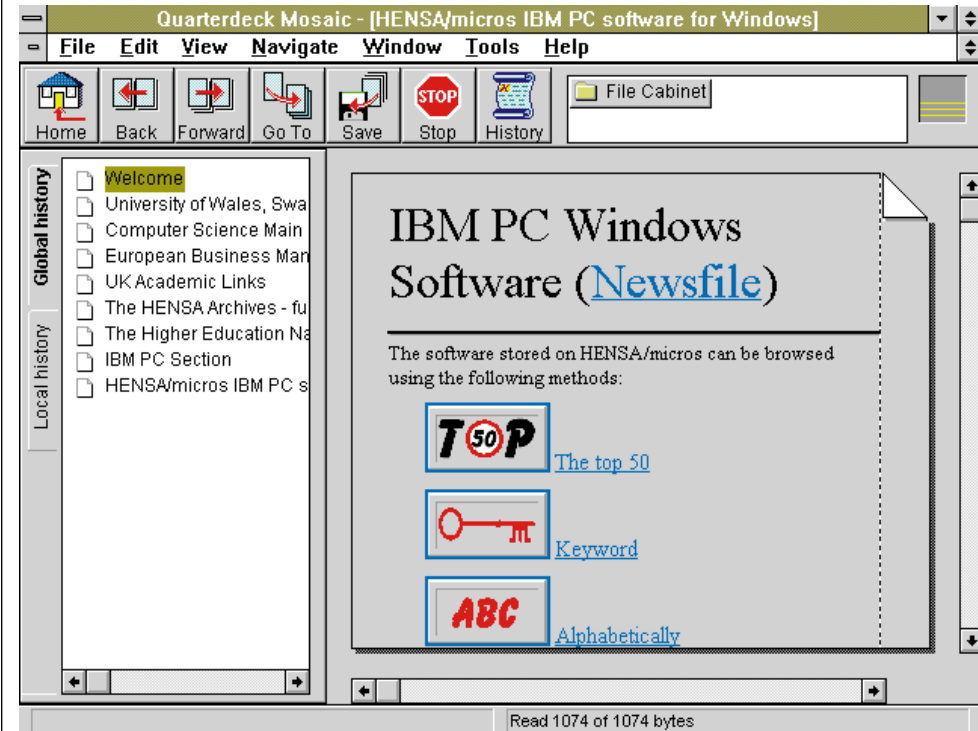 Quarterdeck Mosaic - [HENSA/micros IBM PC software for Windows]
File Edit View Navigate Window Tools Help
STOP
File Cabinet
Home Back Forward Go To Save Stop History
Global history
Local history
Welcome
University of Wales, Swa
Computer Science Main
European Business Man
UK Academic Links
The HENSA Archives - fu
The Higher Education Na
IBM PC Section
HENSA/micros IBM PC s
IBM PC Windows
Software (Newsfile)
The software stored on HENSA/micros can be browsed
using the following methods:
TOP 50
The top 50
Keyword
ABC
Alphabetically
Read 1074 of 1074 bytes